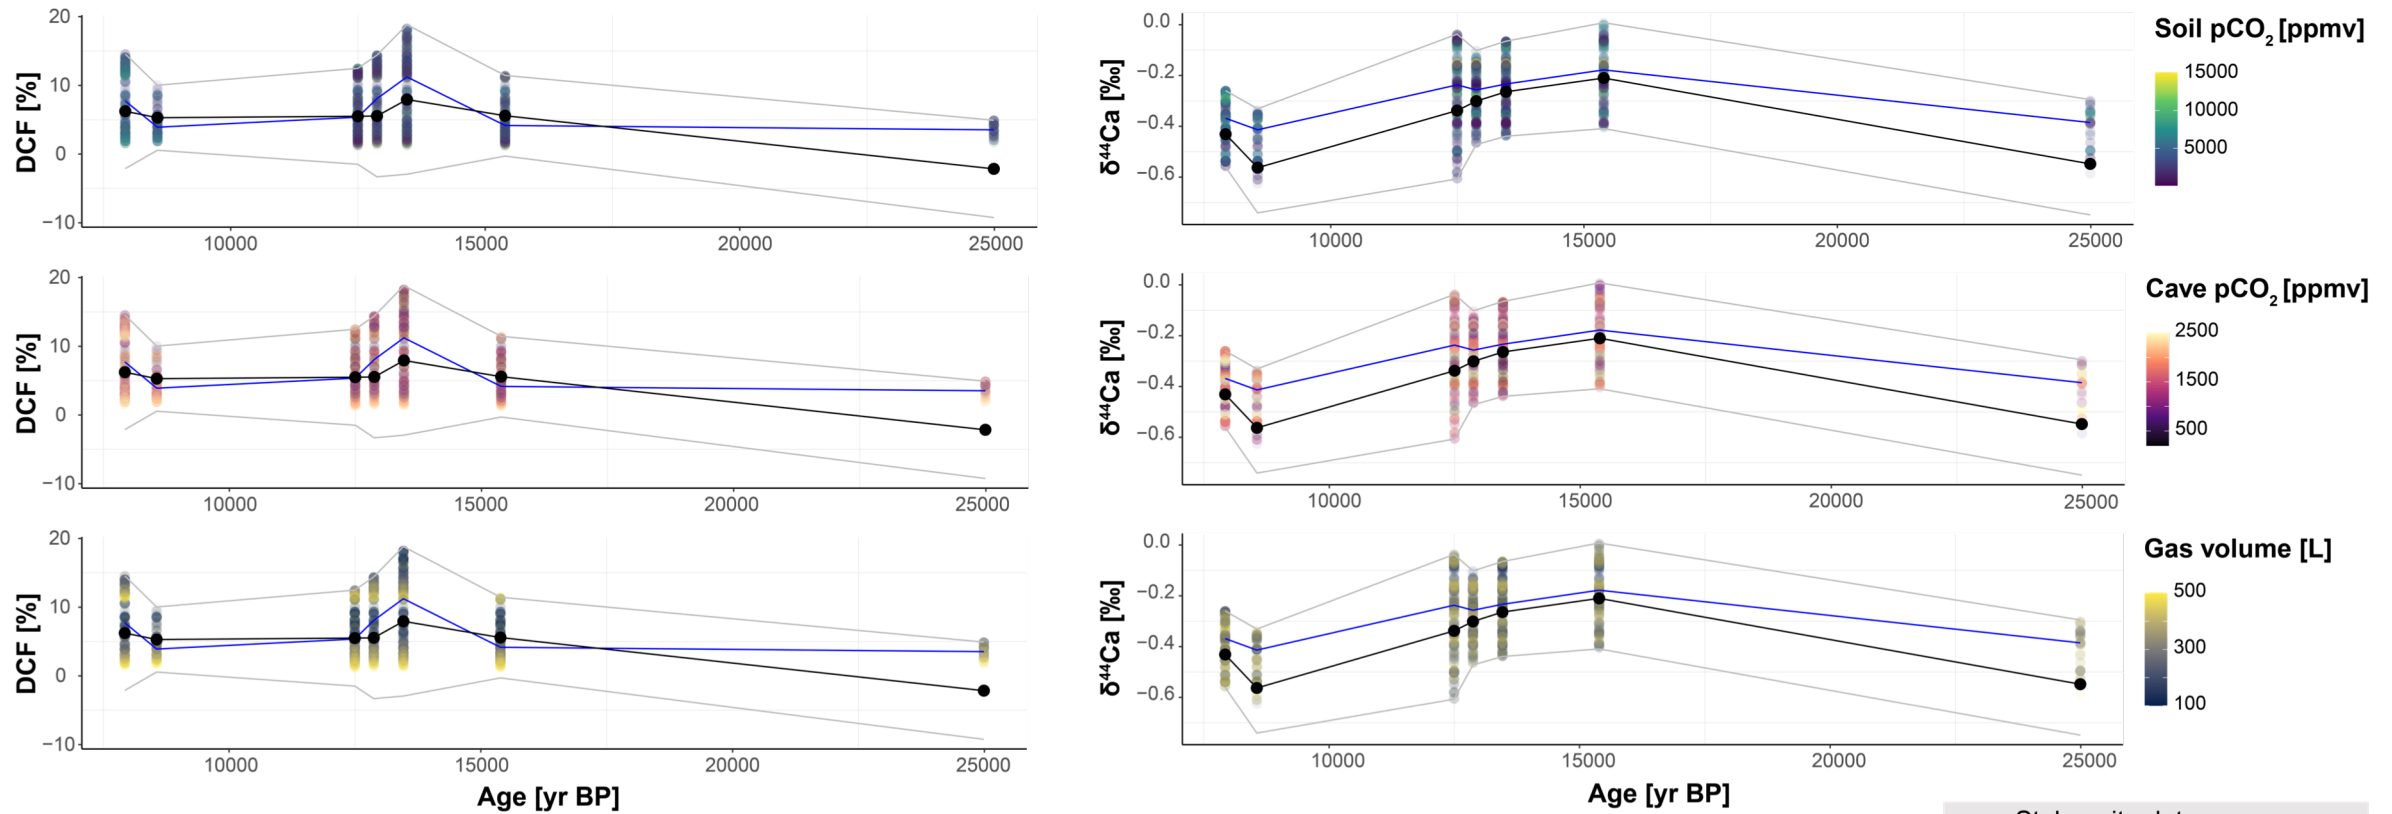 DCF [%]
20
10
0
−10
10000 15000 20000 25000
δ⁴⁴Ca [‰]
0.0
−0.2
−0.4
−0.6
10000 15000 20000 25000
Soil pCO₂ [ppmv]
15000
10000
5000
DCF [%]
20
10
0
−10
10000 15000 20000 25000
δ⁴⁴Ca [‰]
0.0
−0.2
−0.4
−0.6
10000 15000 20000 25000
Cave pCO₂ [ppmv]
2500
1500
500
DCF [%]
20
10
0
−10
10000 15000 20000 25000
Age [yr BP]
δ⁴⁴Ca [‰]
0.0
−0.2
−0.4
−0.6
10000 15000 20000 25000
Age [yr BP]
Gas volume [L]
500
300
100